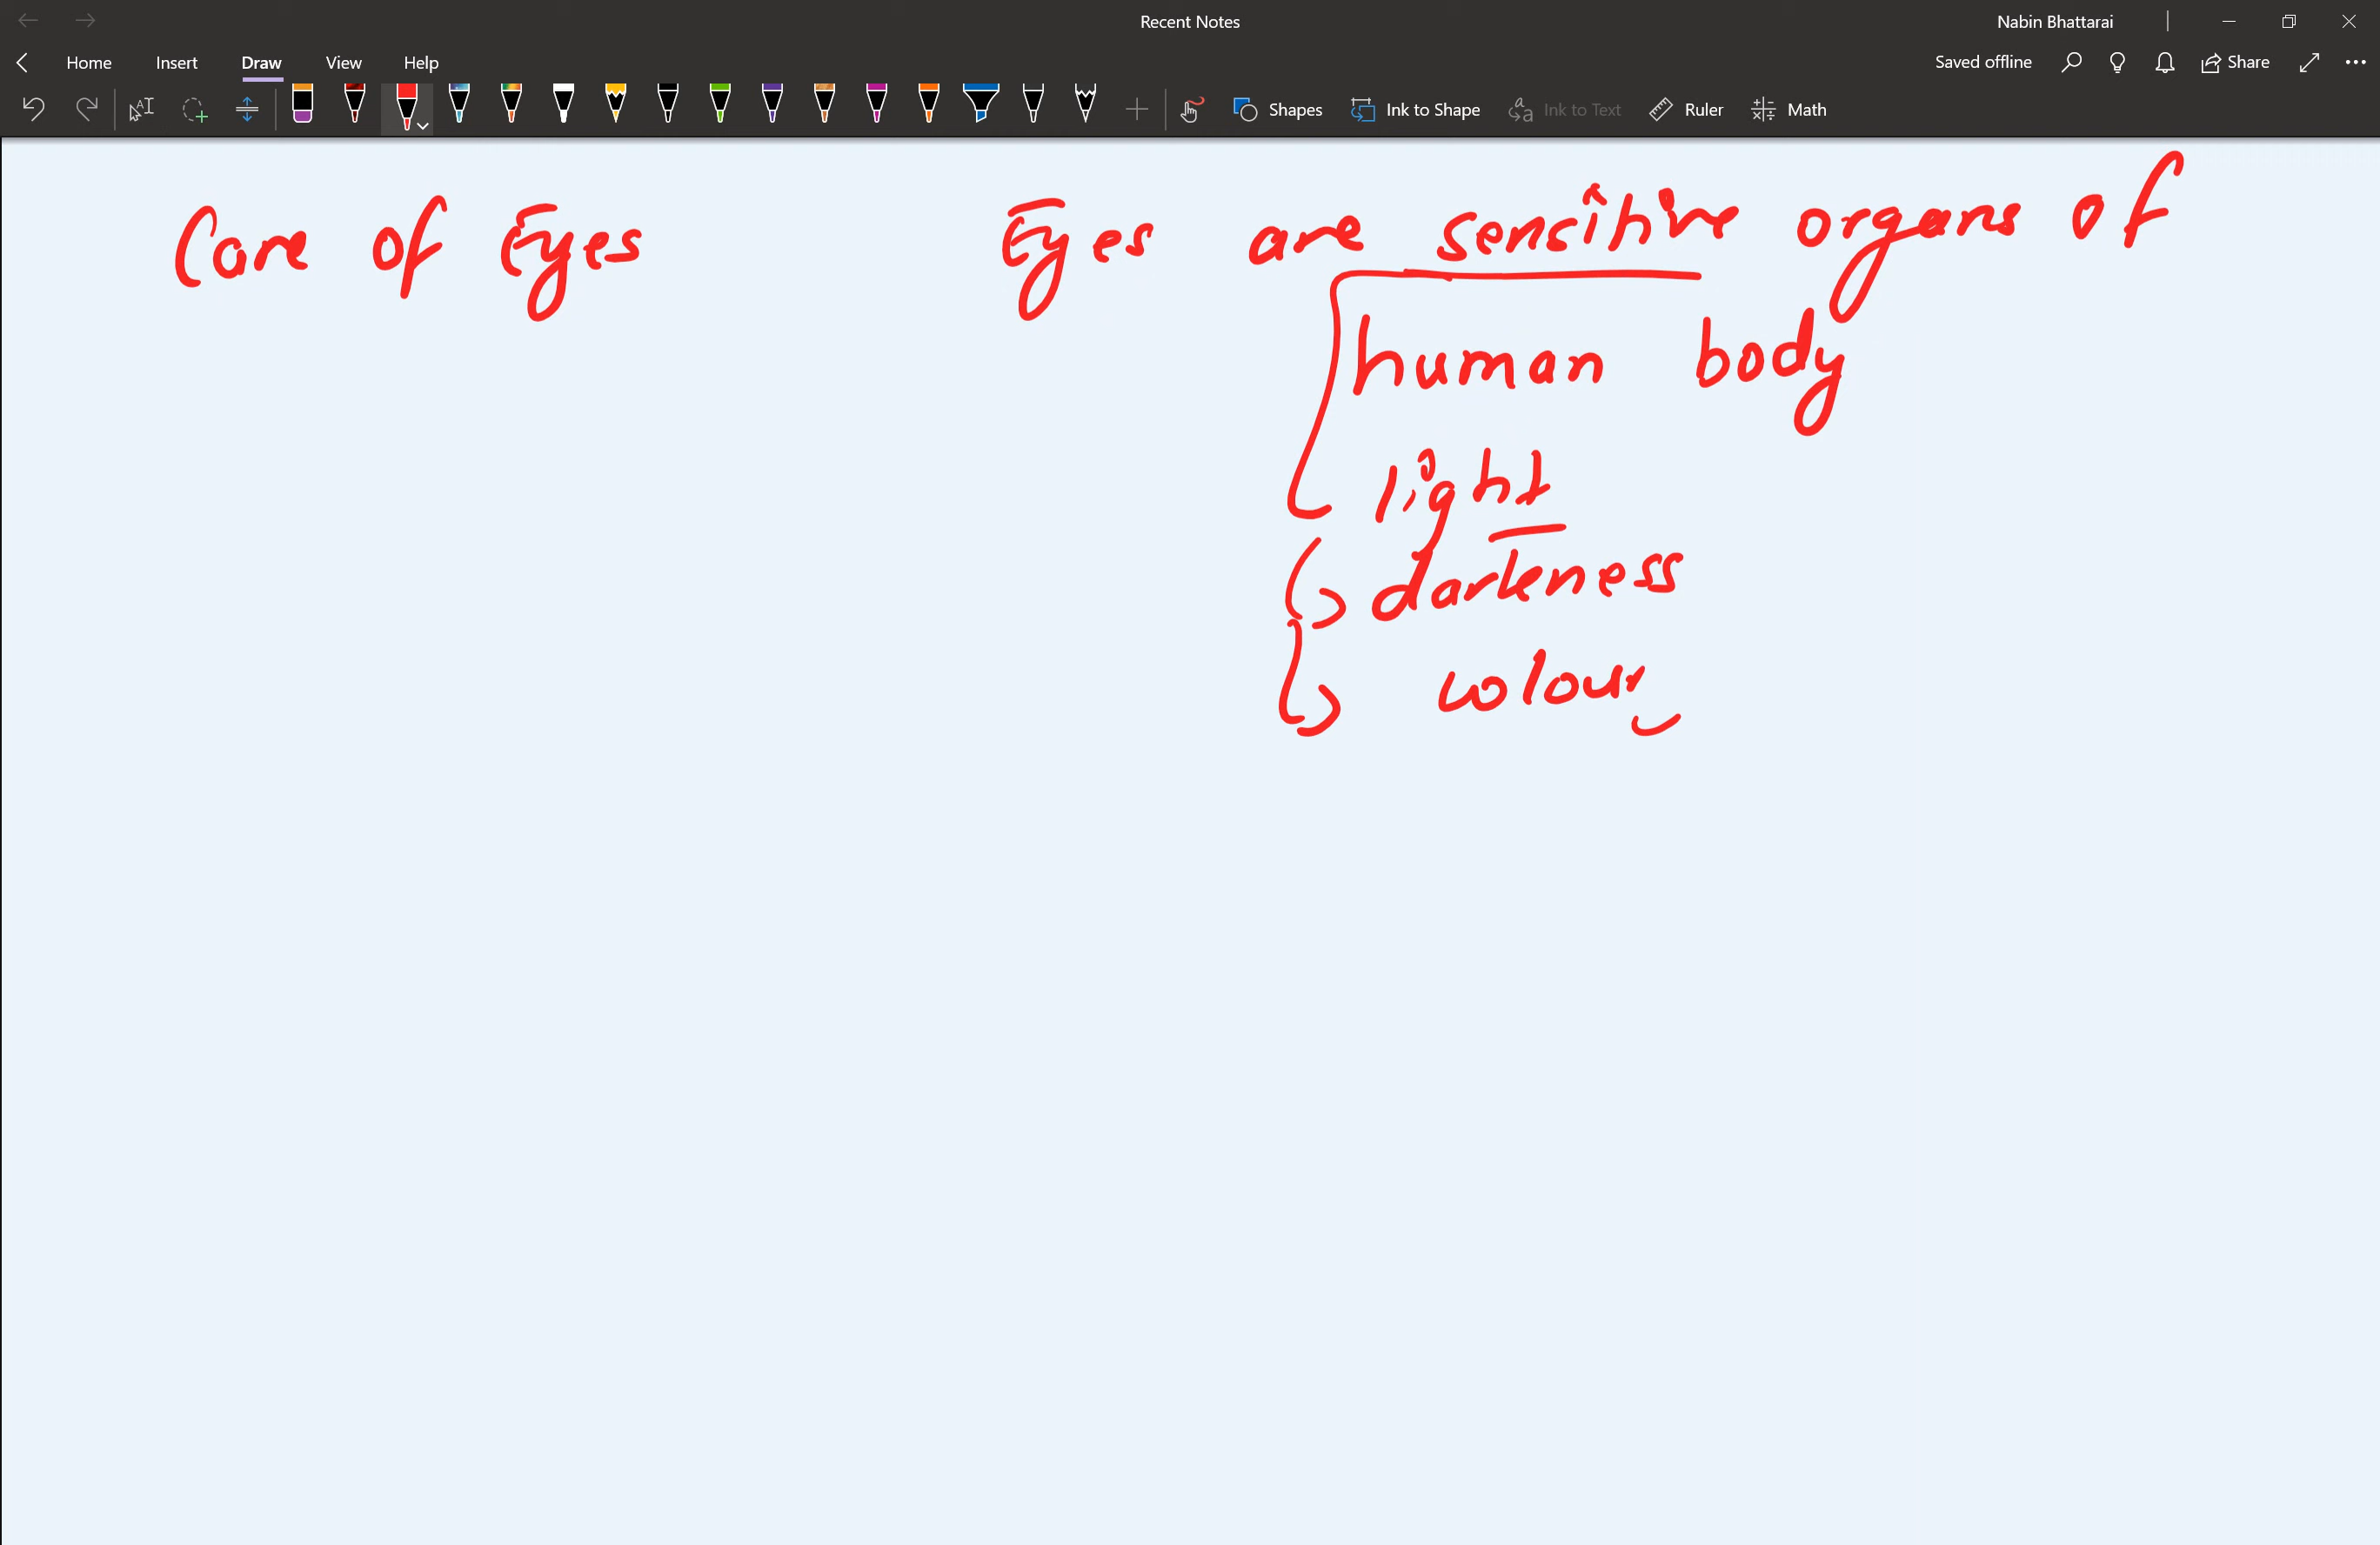 Recent Notes
Nabin Bhattarai
Home Insert Draw View Help
Saved offline
Share
Shapes
Ink to Shape
Ink to Text
Ruler
Math
Care of Eyes
Eyes are sensitive organs of
human body
light
darkness
colour